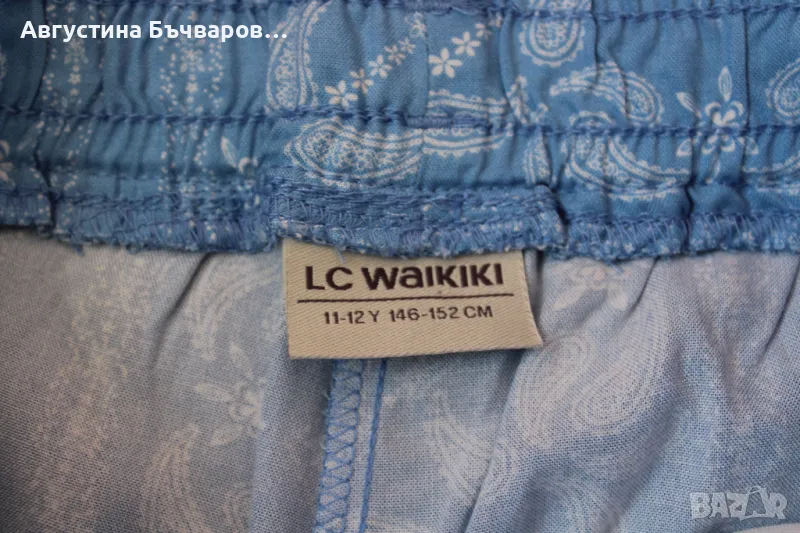 Августина Бъчваров...
LC WAIKIKI
11-12 Y 146-152 CM
BAZAR